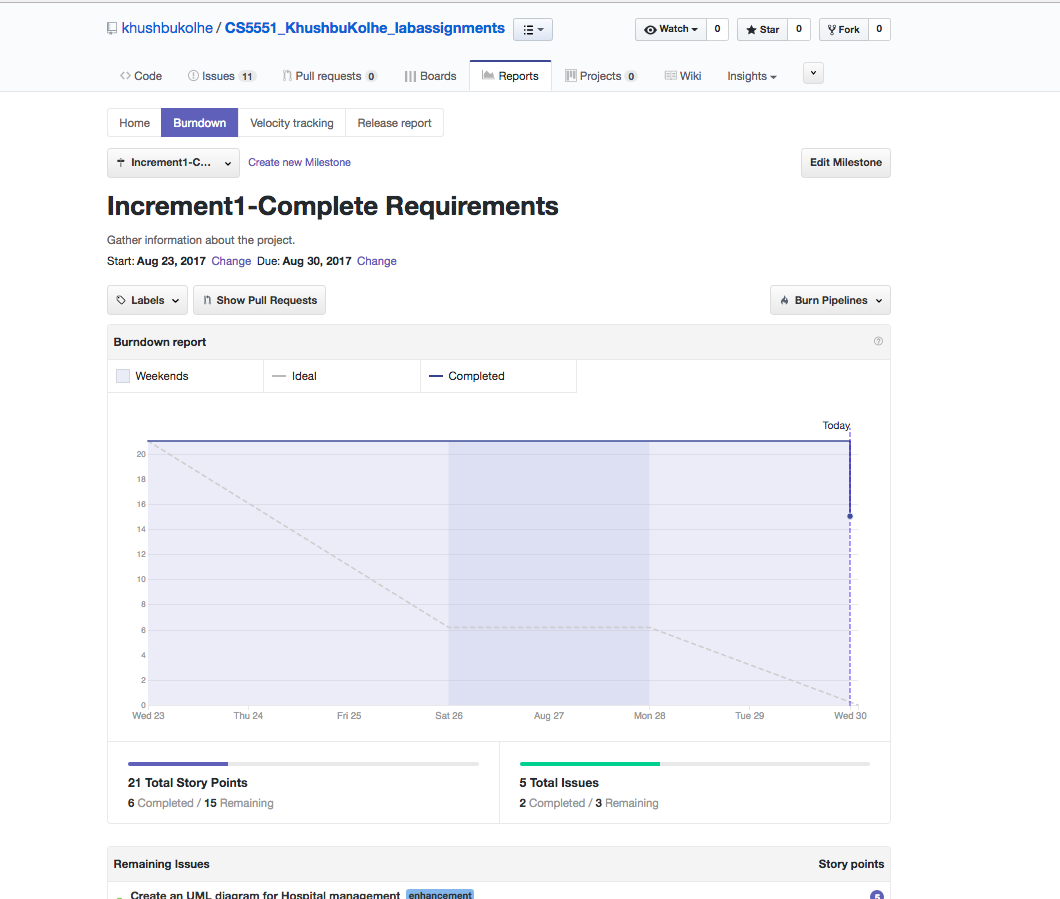 khushbukolhe / CS5551_KhushbuKolhe_labassignments
Watch 0 Star 0 Fork 0
Code Issues 11 Pull requests 0 Boards Reports Projects 0 Wiki Insights
Home Burndown Velocity tracking Release report
Increment1-C... Create new Milestone Edit Milestone
Increment1-Complete Requirements
Gather information about the project.
Start: Aug 23, 2017 Change Due: Aug 30, 2017 Change
Labels Show Pull Requests Burn Pipelines
Burndown report
Weekends Ideal Completed
Today
20
18
16
14
12
10
8
6
4
2
0
Wed 23 Thu 24 Fri 25 Sat 26 Aug 27 Mon 28 Tue 29 Wed 30
21 Total Story Points
6 Completed / 15 Remaining
5 Total Issues
2 Completed / 3 Remaining
Remaining Issues Story points
Create an UML diagram for Hospital management enhancement 5